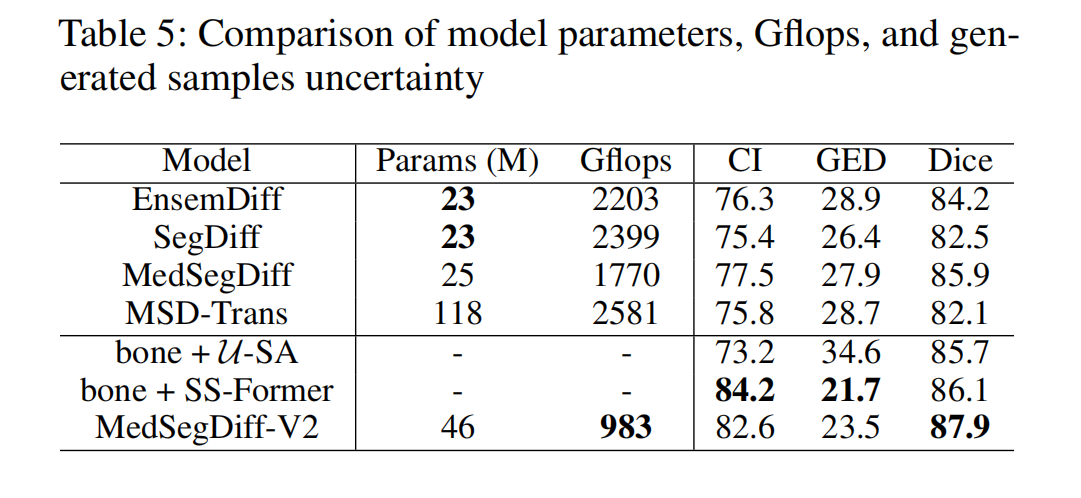 Table 5: Comparison of model parameters, Gflops, and gen-
erated samples uncertainty
Model Params (M) Gflops CI GED Dice
EnsemDiff 23 2203 76.3 28.9 84.2
SegDiff 23 2399 75.4 26.4 82.5
MedSegDiff 25 1770 77.5 27.9 85.9
MSD-Trans 118 2581 75.8 28.7 82.1
bone + 𝒰-SA - - 73.2 34.6 85.7
bone + SS-Former - - 84.2 21.7 86.1
MedSegDiff-V2 46 983 82.6 23.5 87.9